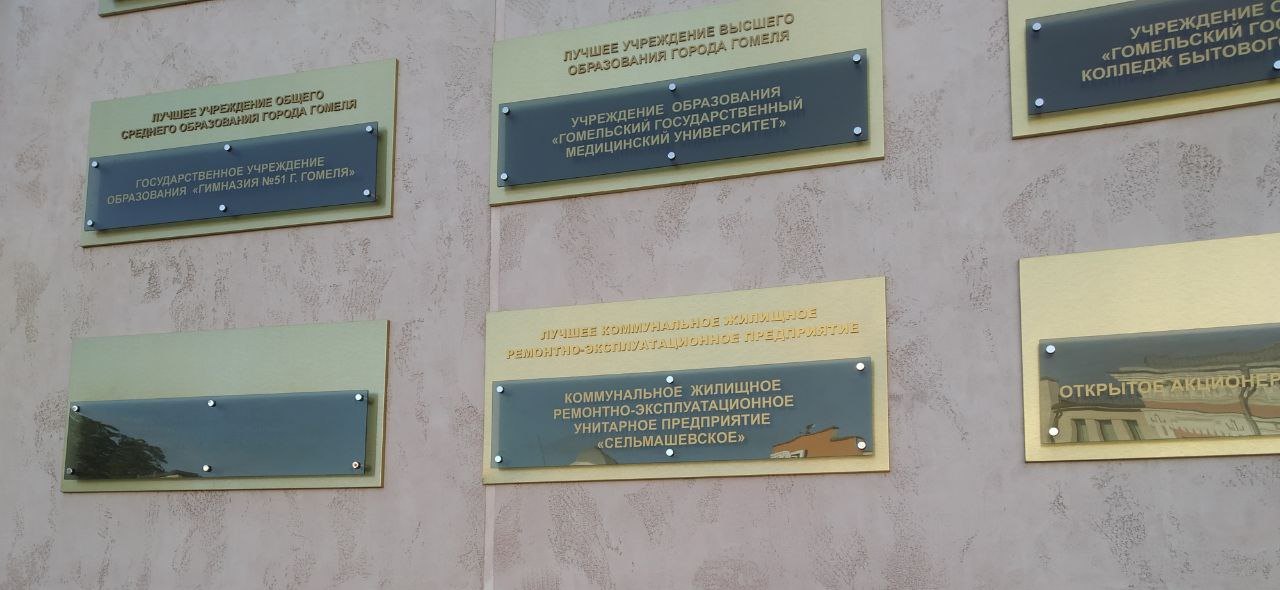 ЛУЧШЕЕ УЧРЕЖДЕНИЕ ОБЩЕГО
СРЕДНЕГО ОБРАЗОВАНИЯ ГОРОДА ГОМЕЛЯ
ГОСУДАРСТВЕННОЕ УЧРЕЖДЕНИЕ
ОБРАЗОВАНИЯ «ГИМНАЗИЯ №51 Г. ГОМЕЛЯ»
ЛУЧШЕЕ УЧРЕЖДЕНИЕ ВЫСШЕГО
ОБРАЗОВАНИЯ ГОРОДА ГОМЕЛЯ
УЧРЕЖДЕНИЕ ОБРАЗОВАНИЯ
«ГОМЕЛЬСКИЙ ГОСУДАРСТВЕННЫЙ
МЕДИЦИНСКИЙ УНИВЕРСИТЕТ»
УЧРЕЖДЕНИЕ
«ГОМЕЛЬСКИЙ
КОЛЛЕДЖ
ЛУЧШЕЕ КОММУНАЛЬНОЕ ЖИЛИЩНОЕ
РЕМОНТНО-ЭКСПЛУАТАЦИОННОЕ ПРЕДПРИЯТИЕ
КОММУНАЛЬНОЕ ЖИЛИЩНОЕ
РЕМОНТНО-ЭКСПЛУАТАЦИОННОЕ
УНИТАРНОЕ ПРЕДПРИЯТИЕ
«СЕЛЬМАШЕВСКОЕ»
ОТКРЫТОЕ